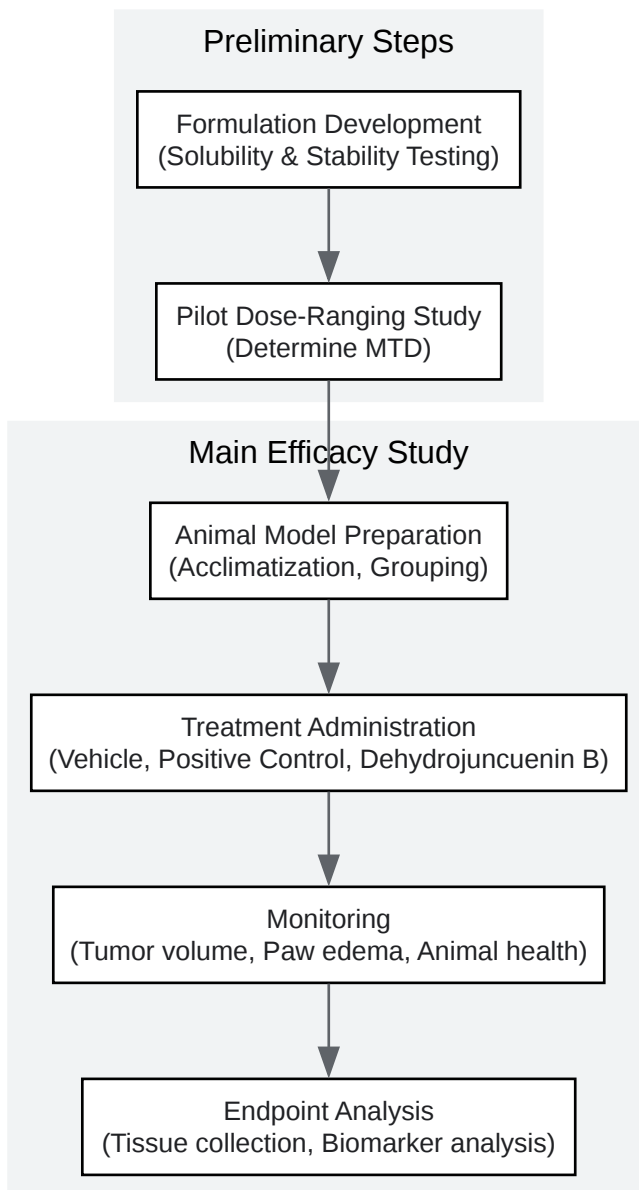 Preliminary Steps
Formulation Development
(Solubility & Stability Testing)
Pilot Dose-Ranging Study
(Determine MTD)
Main Efficacy Study
Animal Model Preparation
(Acclimatization, Grouping)
Treatment Administration
(Vehicle, Positive Control, Dehydrojuncuenin B)
Monitoring
(Tumor volume, Paw edema, Animal health)
Endpoint Analysis
(Tissue collection, Biomarker analysis)